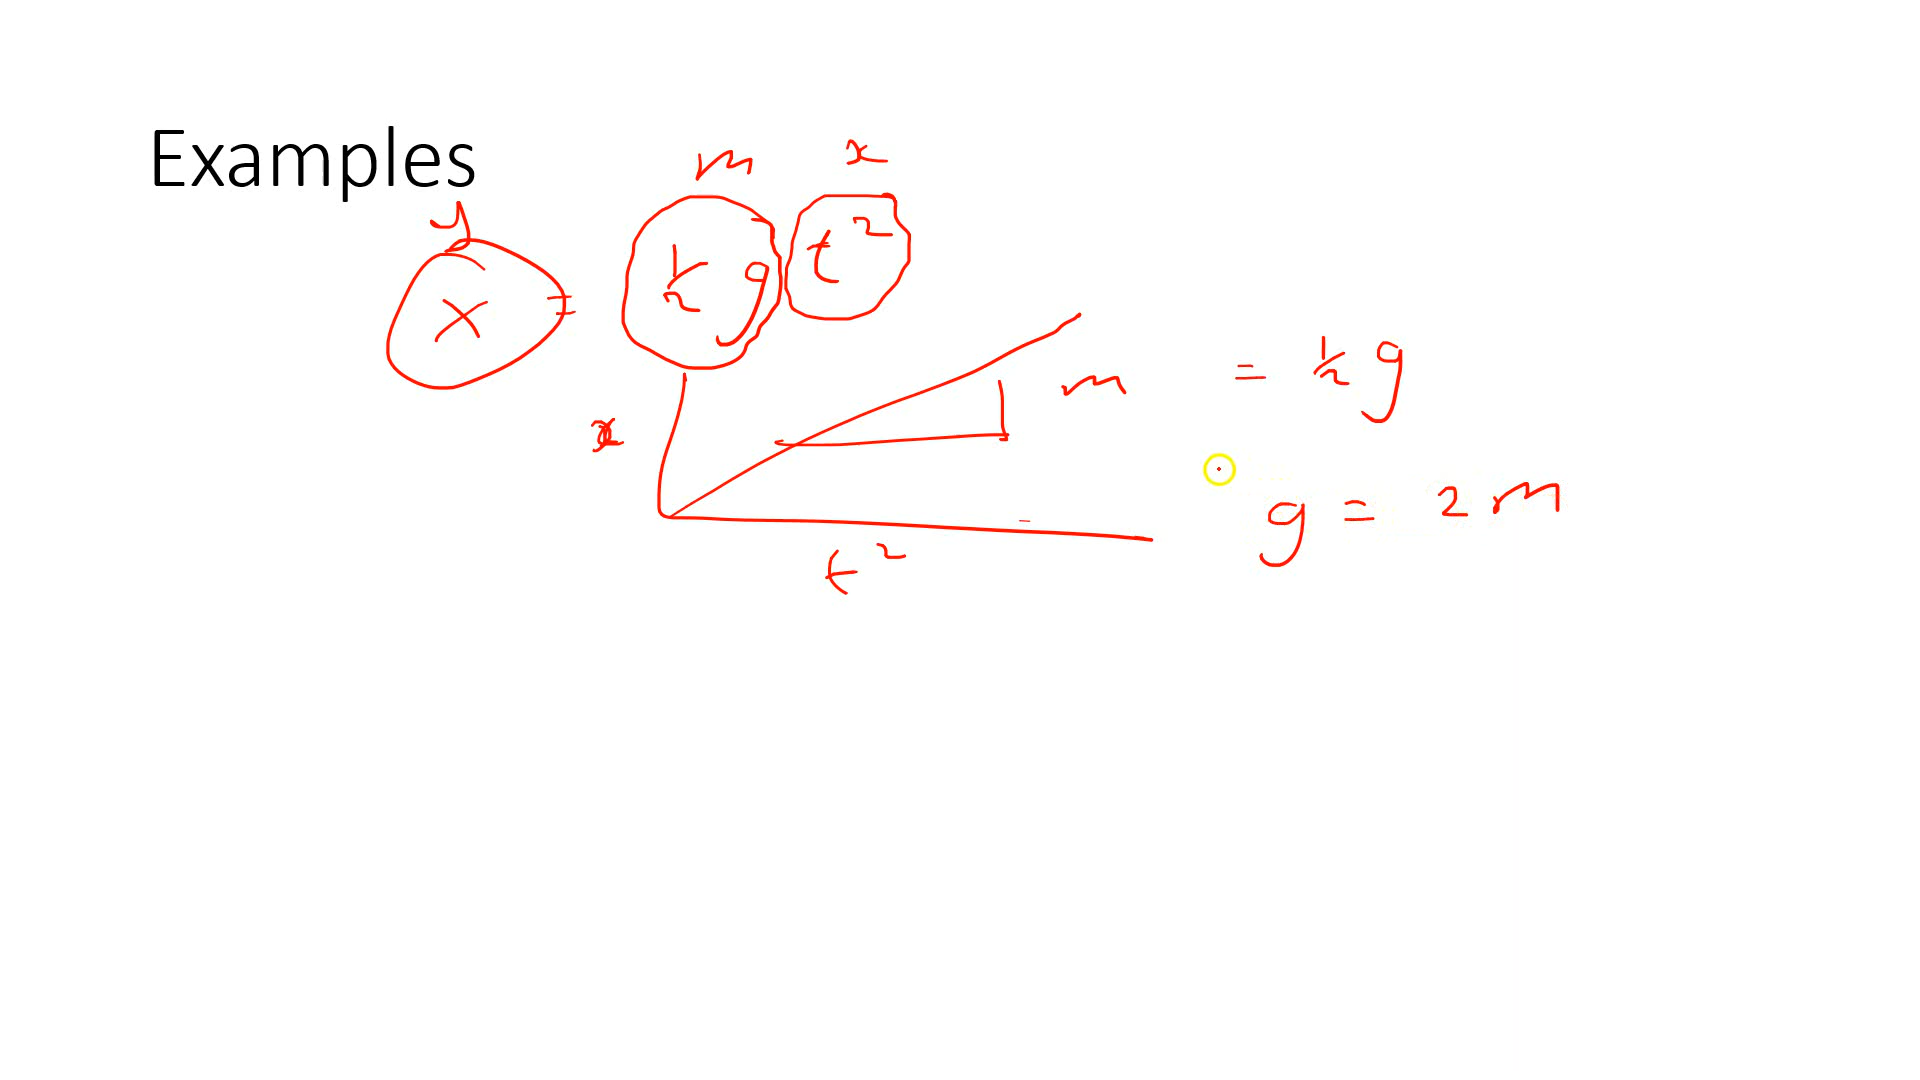 Examples
m x
y
x = ½ g t²
x
m = ½ g
g = 2 m
t²